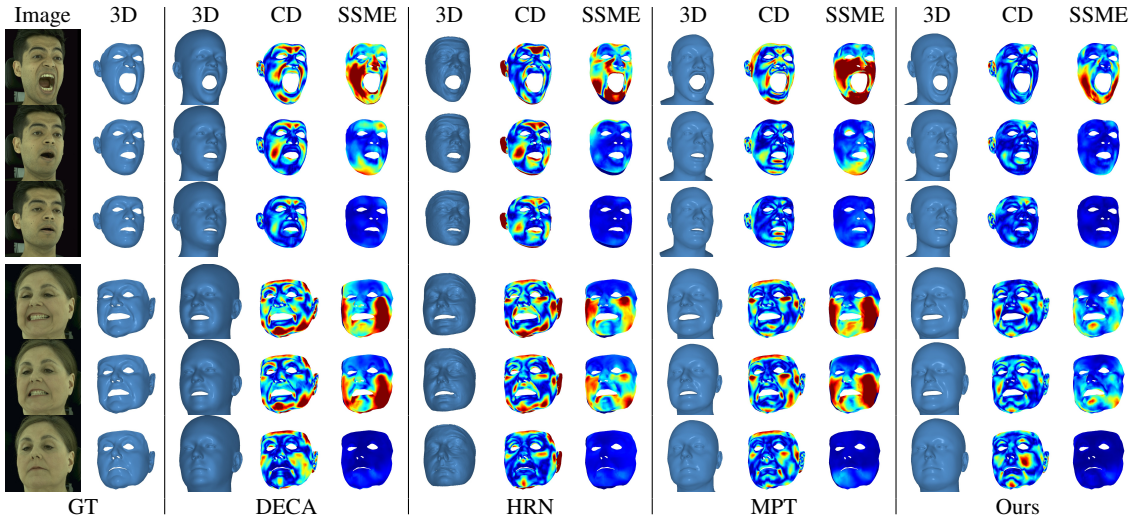 Image 3D 3D CD SSME 3D CD SSME 3D CD SSME 3D CD SSME
GT DECA HRN MPT Ours